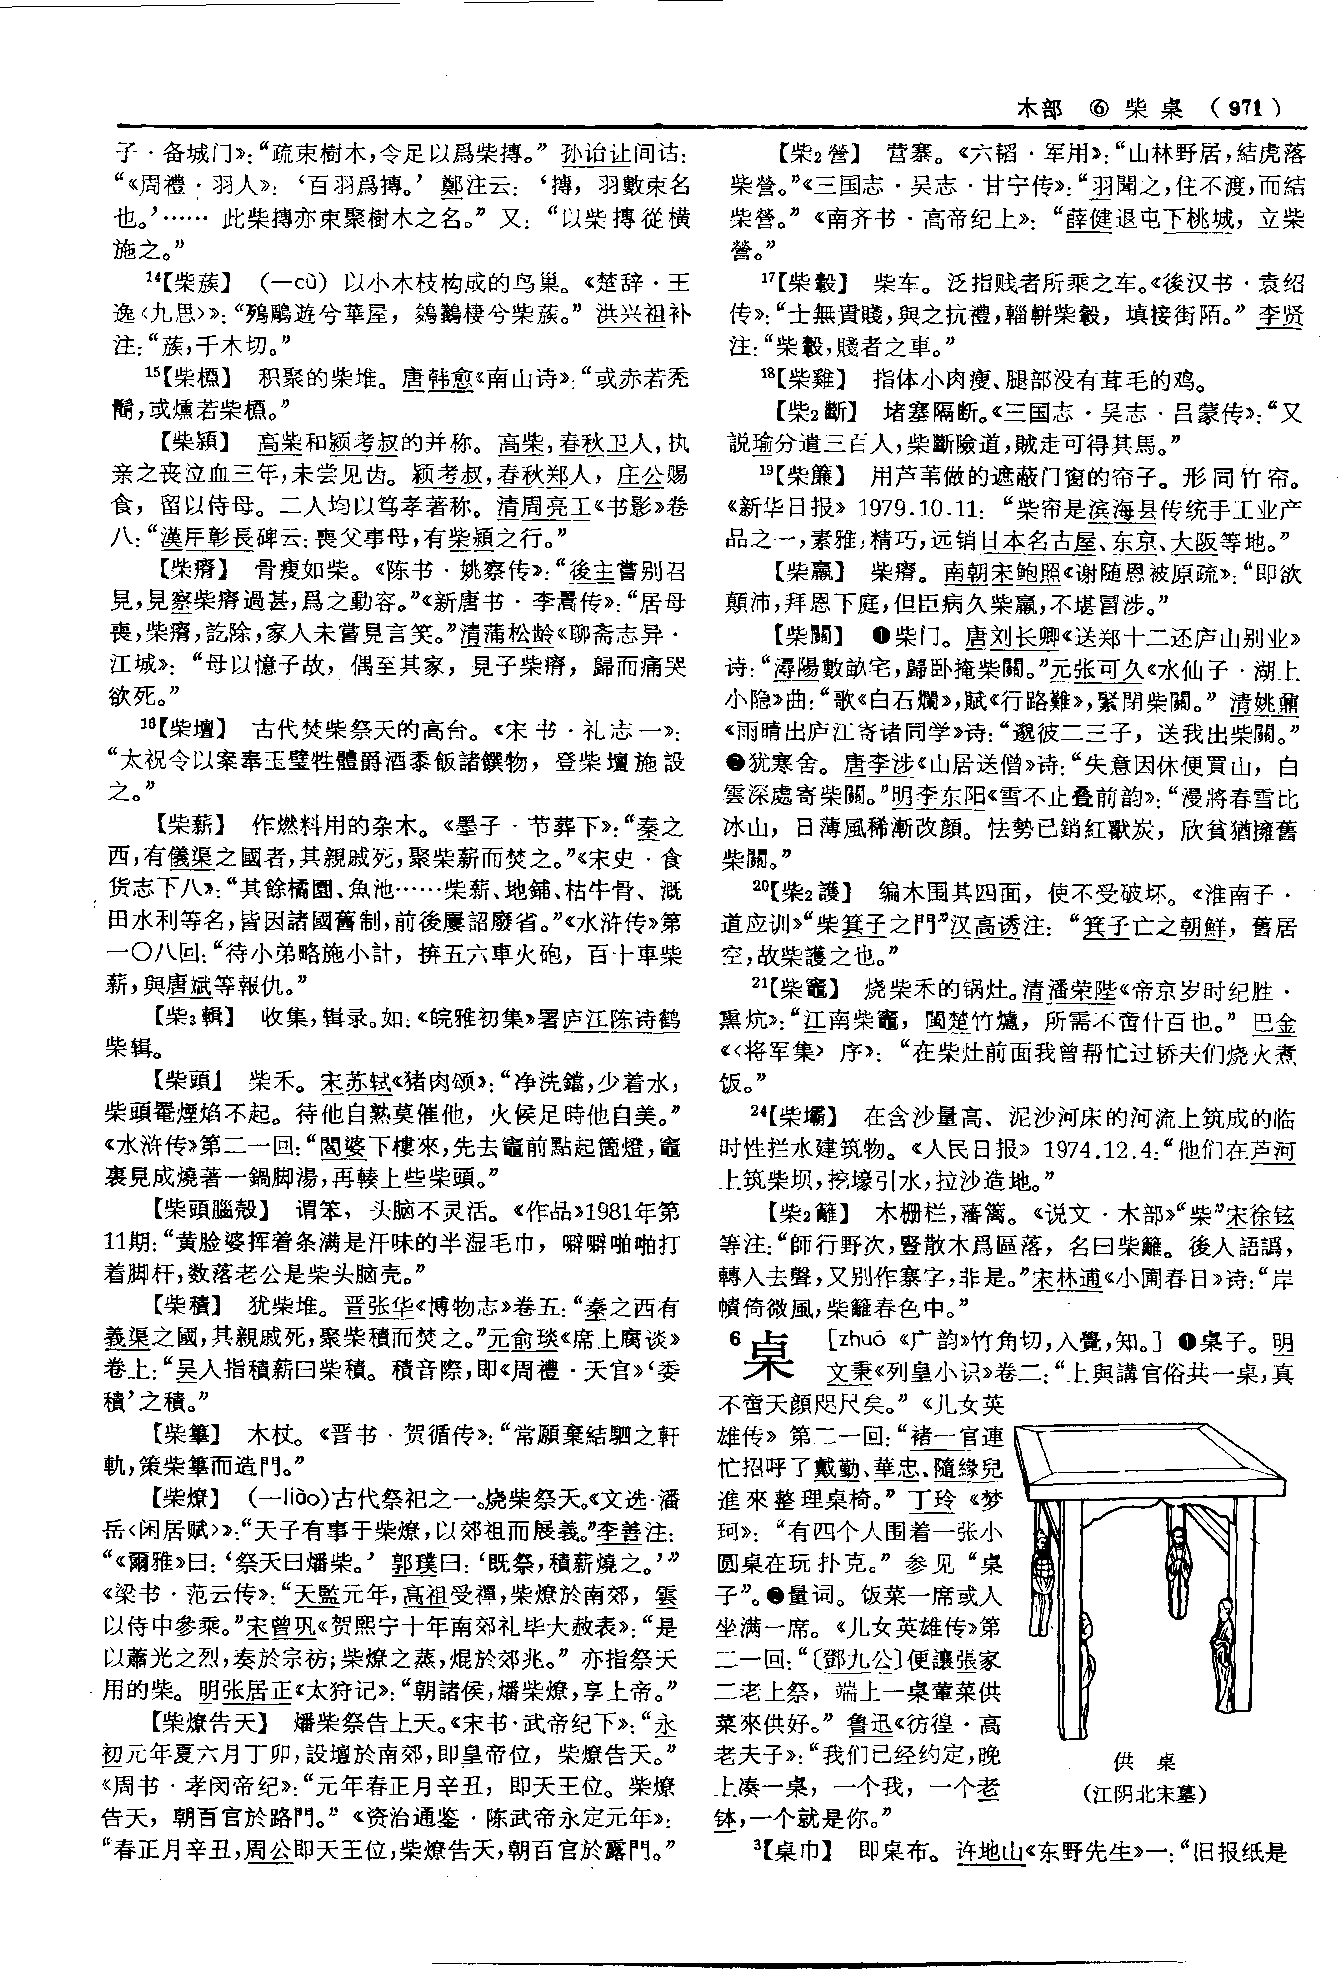 木部 ⑥ 柴桌 (971)
子·备城门》：“疏束樹木，令足以爲柴摶。”孙诒让间诂：
“《周禮·羽人》：‘百羽爲摶。’鄭注云：‘摶，羽數束名
也。’……此柴摶亦束聚樹木之名。”又：“以柴摶從横
施之。”
14【柴蔟】 （—cù）以小木枝构成的鸟巢。《楚辞·王
逸〈九思〉》：“鵷鶵遊兮華屋，鵕鸃棲兮柴蔟。”洪兴祖补
注：“蔟，千木切。”
15【柴槱】 积聚的柴堆。唐韩愈《南山诗》：“或赤若秃
鬝，或燻若柴槱。”
【柴潁】 高柴和颍考叔的并称。高柴，春秋卫人，执
亲之丧泣血三年，未尝见齿。颍考叔，春秋郑人，庄公赐
食，留以侍母。二人均以笃孝著称。清周亮工《书影》卷
八：“漢庠彰長碑云：喪父事母，有柴潁之行。”
【柴瘠】 骨瘦如柴。《陈书·姚察传》：“後主嘗别召
見，見察柴瘠過甚，爲之動容。”《新唐书·李暠传》：“居母
喪，柴瘠，訖除，家人未嘗見言笑。”清蒲松龄《聊斋志异·
江城》：“母以憶子故，偶至其家，見子柴瘠，歸而痛哭
欲死。”
16【柴壇】 古代焚柴祭天的高台。《宋书·礼志一》：
“太祝令以案奉玉璧牲體爵酒黍飯諸饌物，登柴壇施設
之。”
【柴薪】 作燃料用的杂木。《墨子·节葬下》：“秦之
西，有儀渠之國者，其親戚死，聚柴薪而焚之。”《宋史·食
货志下八》：“其餘橘園、魚池……柴薪、地鋪、枯牛骨、溉
田水利等名，皆因諸國舊制，前後屢詔廢省。”《水浒传》第
一〇八回：“待小弟略施小計，拚五六車火砲，百十車柴
薪，與唐斌等報仇。”
【柴3輯】 收集，辑录。如：《皖雅初集》署庐江陈诗鹤
柴辑。
【柴頭】 柴禾。宋苏轼《猪肉颂》：“净洗鐺，少着水，
柴頭罨煙焰不起。待他自熟莫催他，火候足時他自美。”
《水浒传》第二一回：“閻婆下樓來，先去竈前點起箇燈，竈
裏見成燒著一鍋脚湯，再輳上些柴頭。”
【柴頭腦殼】 谓笨，头脑不灵活。《作品》1981年第
11期：“黄脸婆挥着条满是汗味的半湿毛巾，噼噼啪啪打
着脚杆，数落老公是柴头脑壳。”
【柴積】 犹柴堆。晋张华《博物志》卷五：“秦之西有
義渠之國，其親戚死，聚柴積而焚之。”元俞琰《席上腐谈》
卷上：“吴人指積薪曰柴積。積音際，即《周禮·天官》‘委
積’之積。”
【柴篳】 木杖。《晋书·贺循传》：“常願棄結駟之軒
軌，策柴篳而造門。”
【柴燎】 （—liào）古代祭祀之一。烧柴祭天。《文选·潘
岳〈闲居赋〉》：“天子有事于柴燎，以郊祖而展義。”李善注：
“《爾雅》曰：‘祭天曰燔柴。’郭璞曰：‘既祭，積薪燒之。’”
《梁书·范云传》：“天監元年，高祖受禪，柴燎於南郊，雲
以侍中參乘。”宋曾巩《贺熙宁十年南郊礼毕大赦表》：“是
以蕭光之烈，奏於宗祊；柴燎之蒸，焜於郊兆。”亦指祭天
用的柴。明张居正《太狩记》：“朝諸侯，燔柴燎，享上帝。”
【柴燎告天】 燔柴祭告上天。《宋书·武帝纪下》：“永
初元年夏六月丁卯，設壇於南郊，即皇帝位，柴燎告天。”
《周书·孝闵帝纪》：“元年春正月辛丑，即天王位。柴燎
告天，朝百官於路門。”《资治通鉴·陈武帝永定元年》：
“春正月辛丑，周公即天王位，柴燎告天，朝百官於露門。”
【柴2營】 营寨。《六韬·军用》：“山林野居，結虎落
柴營。”《三国志·吴志·甘宁传》：“羽聞之，住不渡，而結
柴營。”《南齐书·高帝纪上》：“薛健退屯下桃城，立柴
營。”
17【柴轂】 柴车。泛指贱者所乘之车。《後汉书·袁绍
传》：“士無貴賤，與之抗禮，輜軿柴轂，填接街陌。”李贤
注：“柴轂，賤者之車。”
18【柴雞】 指体小肉瘦、腿部没有茸毛的鸡。
【柴2斷】 堵塞隔断。《三国志·吴志·吕蒙传》：“又
説瑜分遣三百人，柴斷險道，賊走可得其馬。”
19【柴簾】 用芦苇做的遮蔽门窗的帘子。形同竹帘。
《新华日报》1979.10.11：“柴帘是滨海县传统手工业产
品之一，素雅，精巧，远销日本名古屋、东京、大阪等地。”
【柴羸】 柴瘠。南朝宋鲍照《谢随恩被原疏》：“即欲
顛沛，拜恩下庭，但臣病久柴羸，不堪冒涉。”
【柴關】 ❶柴门。唐刘长卿《送郑十二还庐山别业》
诗：“潯陽數畝宅，歸卧掩柴關。”元张可久《水仙子·湖上
小隐》曲：“歌《白石爛》，賦《行路難》，緊閉柴關。”清姚鼐
《雨晴出庐江寄诸同学》诗：“邈彼二三子，送我出柴關。”
❷犹寒舍。唐李涉《山居送僧》诗：“失意因休便買山，白
雲深處寄柴關。”明李东阳《雪不止叠前韵》：“漫將春雪比
冰山，日薄風稀漸改顔。怯勢已銷紅獸炭，欣貧猶擁舊
柴關。”
20【柴2護】 编木围其四面，使不受破坏。《淮南子·
道应训》“柴箕子之門”汉高诱注：“箕子亡之朝鮮，舊居
空，故柴護之也。”
21【柴竈】 烧柴禾的锅灶。清潘荣陛《帝京岁时纪胜·
熏炕》：“江南柴竈，閩楚竹爐，所需不啻什百也。”巴金
《〈将军集〉序》：“在柴灶前面我曾帮忙过轿夫们烧火煮
饭。”
24【柴壩】 在含沙量高、泥沙河床的河流上筑成的临
时性拦水建筑物。《人民日报》1974.12.4：“他们在芦河
上筑柴坝，挖壕引水，拉沙造地。”
【柴2籬】 木栅栏，藩篱。《说文·木部》“柴”宋徐铉
等注：“師行野次，豎散木爲區落，名曰柴籬。後人語譌，
轉入去聲，又别作寨字，非是。”宋林逋《小圃春日》诗：“岸
幘倚微風，柴籬春色中。”
6 桌 [zhuō 《广韵》竹角切，入覺，知。] ❶桌子。明
文秉《列皇小识》卷二：“上與講官俗共一桌，真
不啻天顔咫尺矣。”《儿女英
雄传》第二一回：“褚一官連
忙招呼了戴勤、華忠、隨緣兒
進來整理桌椅。”丁玲《梦
珂》：“有四个人围着一张小
圆桌在玩扑克。”参见“桌
子”。❷量词。饭菜一席或人
坐满一席。《儿女英雄传》第
二一回：“〔鄧九公〕便讓張家
二老上祭，端上一桌葷菜供
菜來供好。”鲁迅《彷徨·高
老夫子》：“我们已经约定，晚
上凑一桌，一个我，一个老
钵，一个就是你。”
供桌
（江阴北宋墓）
3【桌巾】 即桌布。许地山《东野先生》一：“旧报纸是